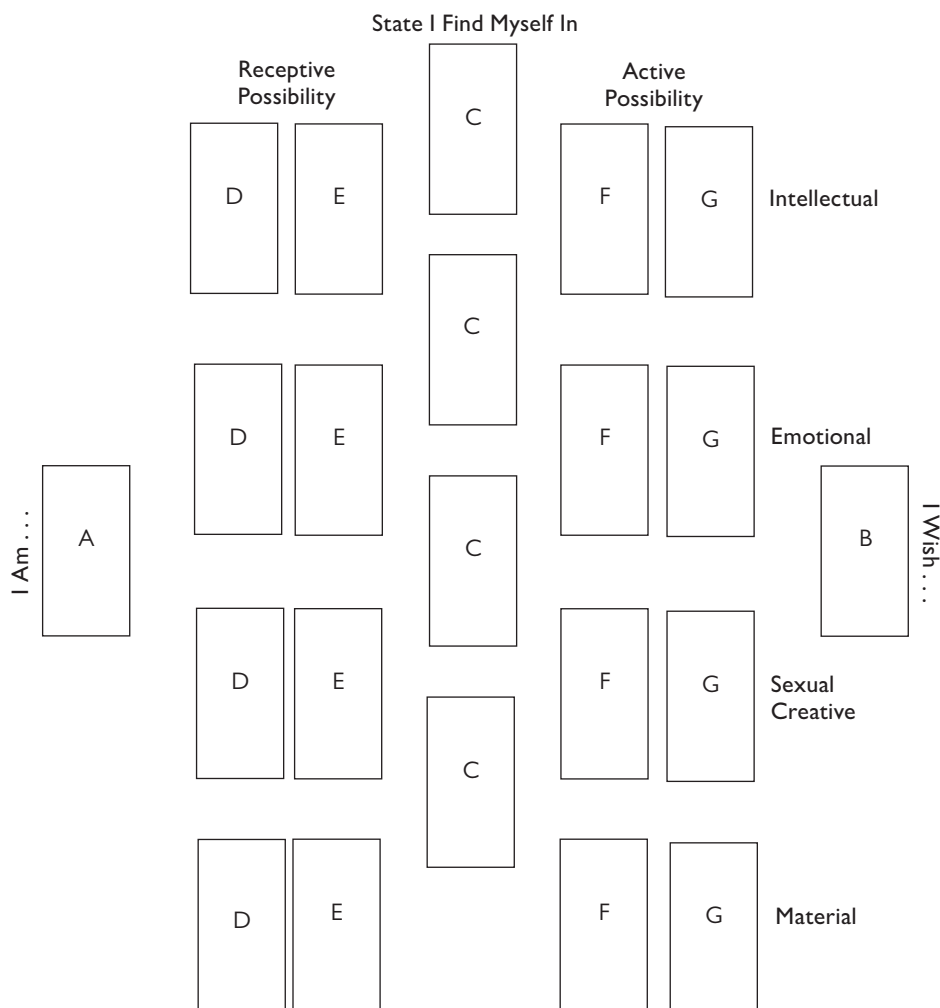 State I Find Myself In
Receptive
Possibility
Active
Possibility
C
D
E
F
G
Intellectual
C
D
E
F
G
Emotional
I Am . . .
A
C
B
I Wish . . .
D
E
F
G
Sexual
Creative
C
D
E
F
G
Material